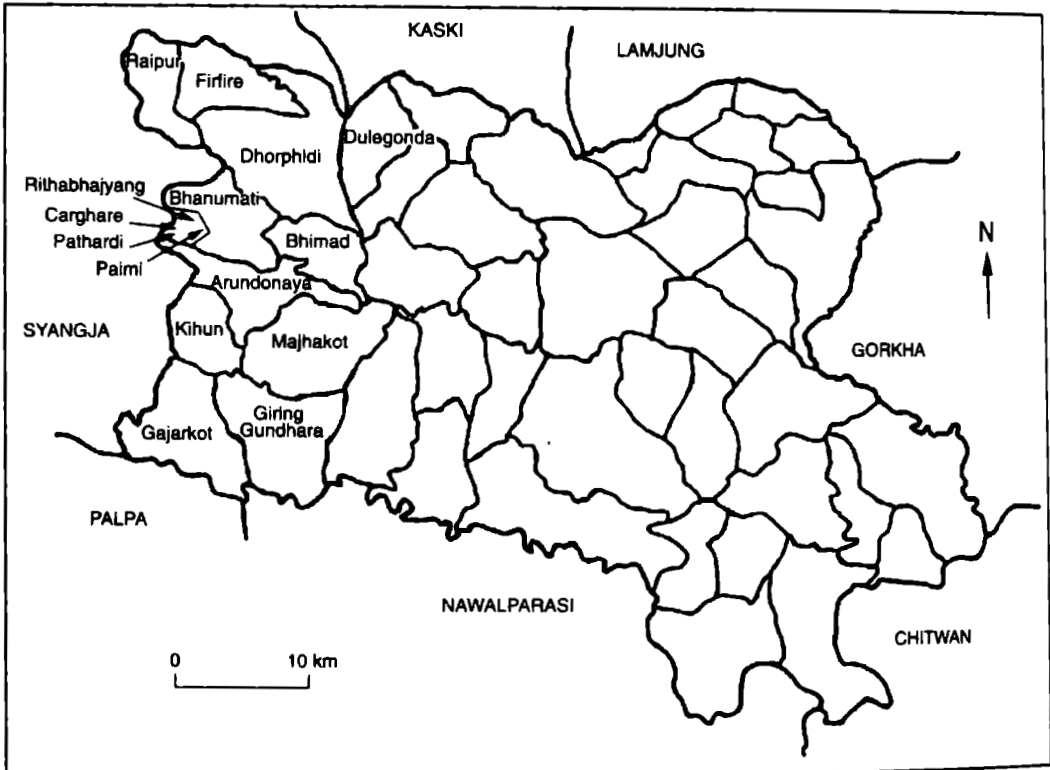 KASKI
LAMJUNG
Raipur
Firfire
Dulegonda
Dhorphidi
Rithabhajyang
Bhanumati
Carghare
Pathardi
Bhimad
Paimi
N
Arundonaya
SYANGJA
Kihun
Majhakot
GORKHA
Giring
Gundhara
Gajarkot
PALPA
NAWALPARASI
CHITWAN
0 10 km